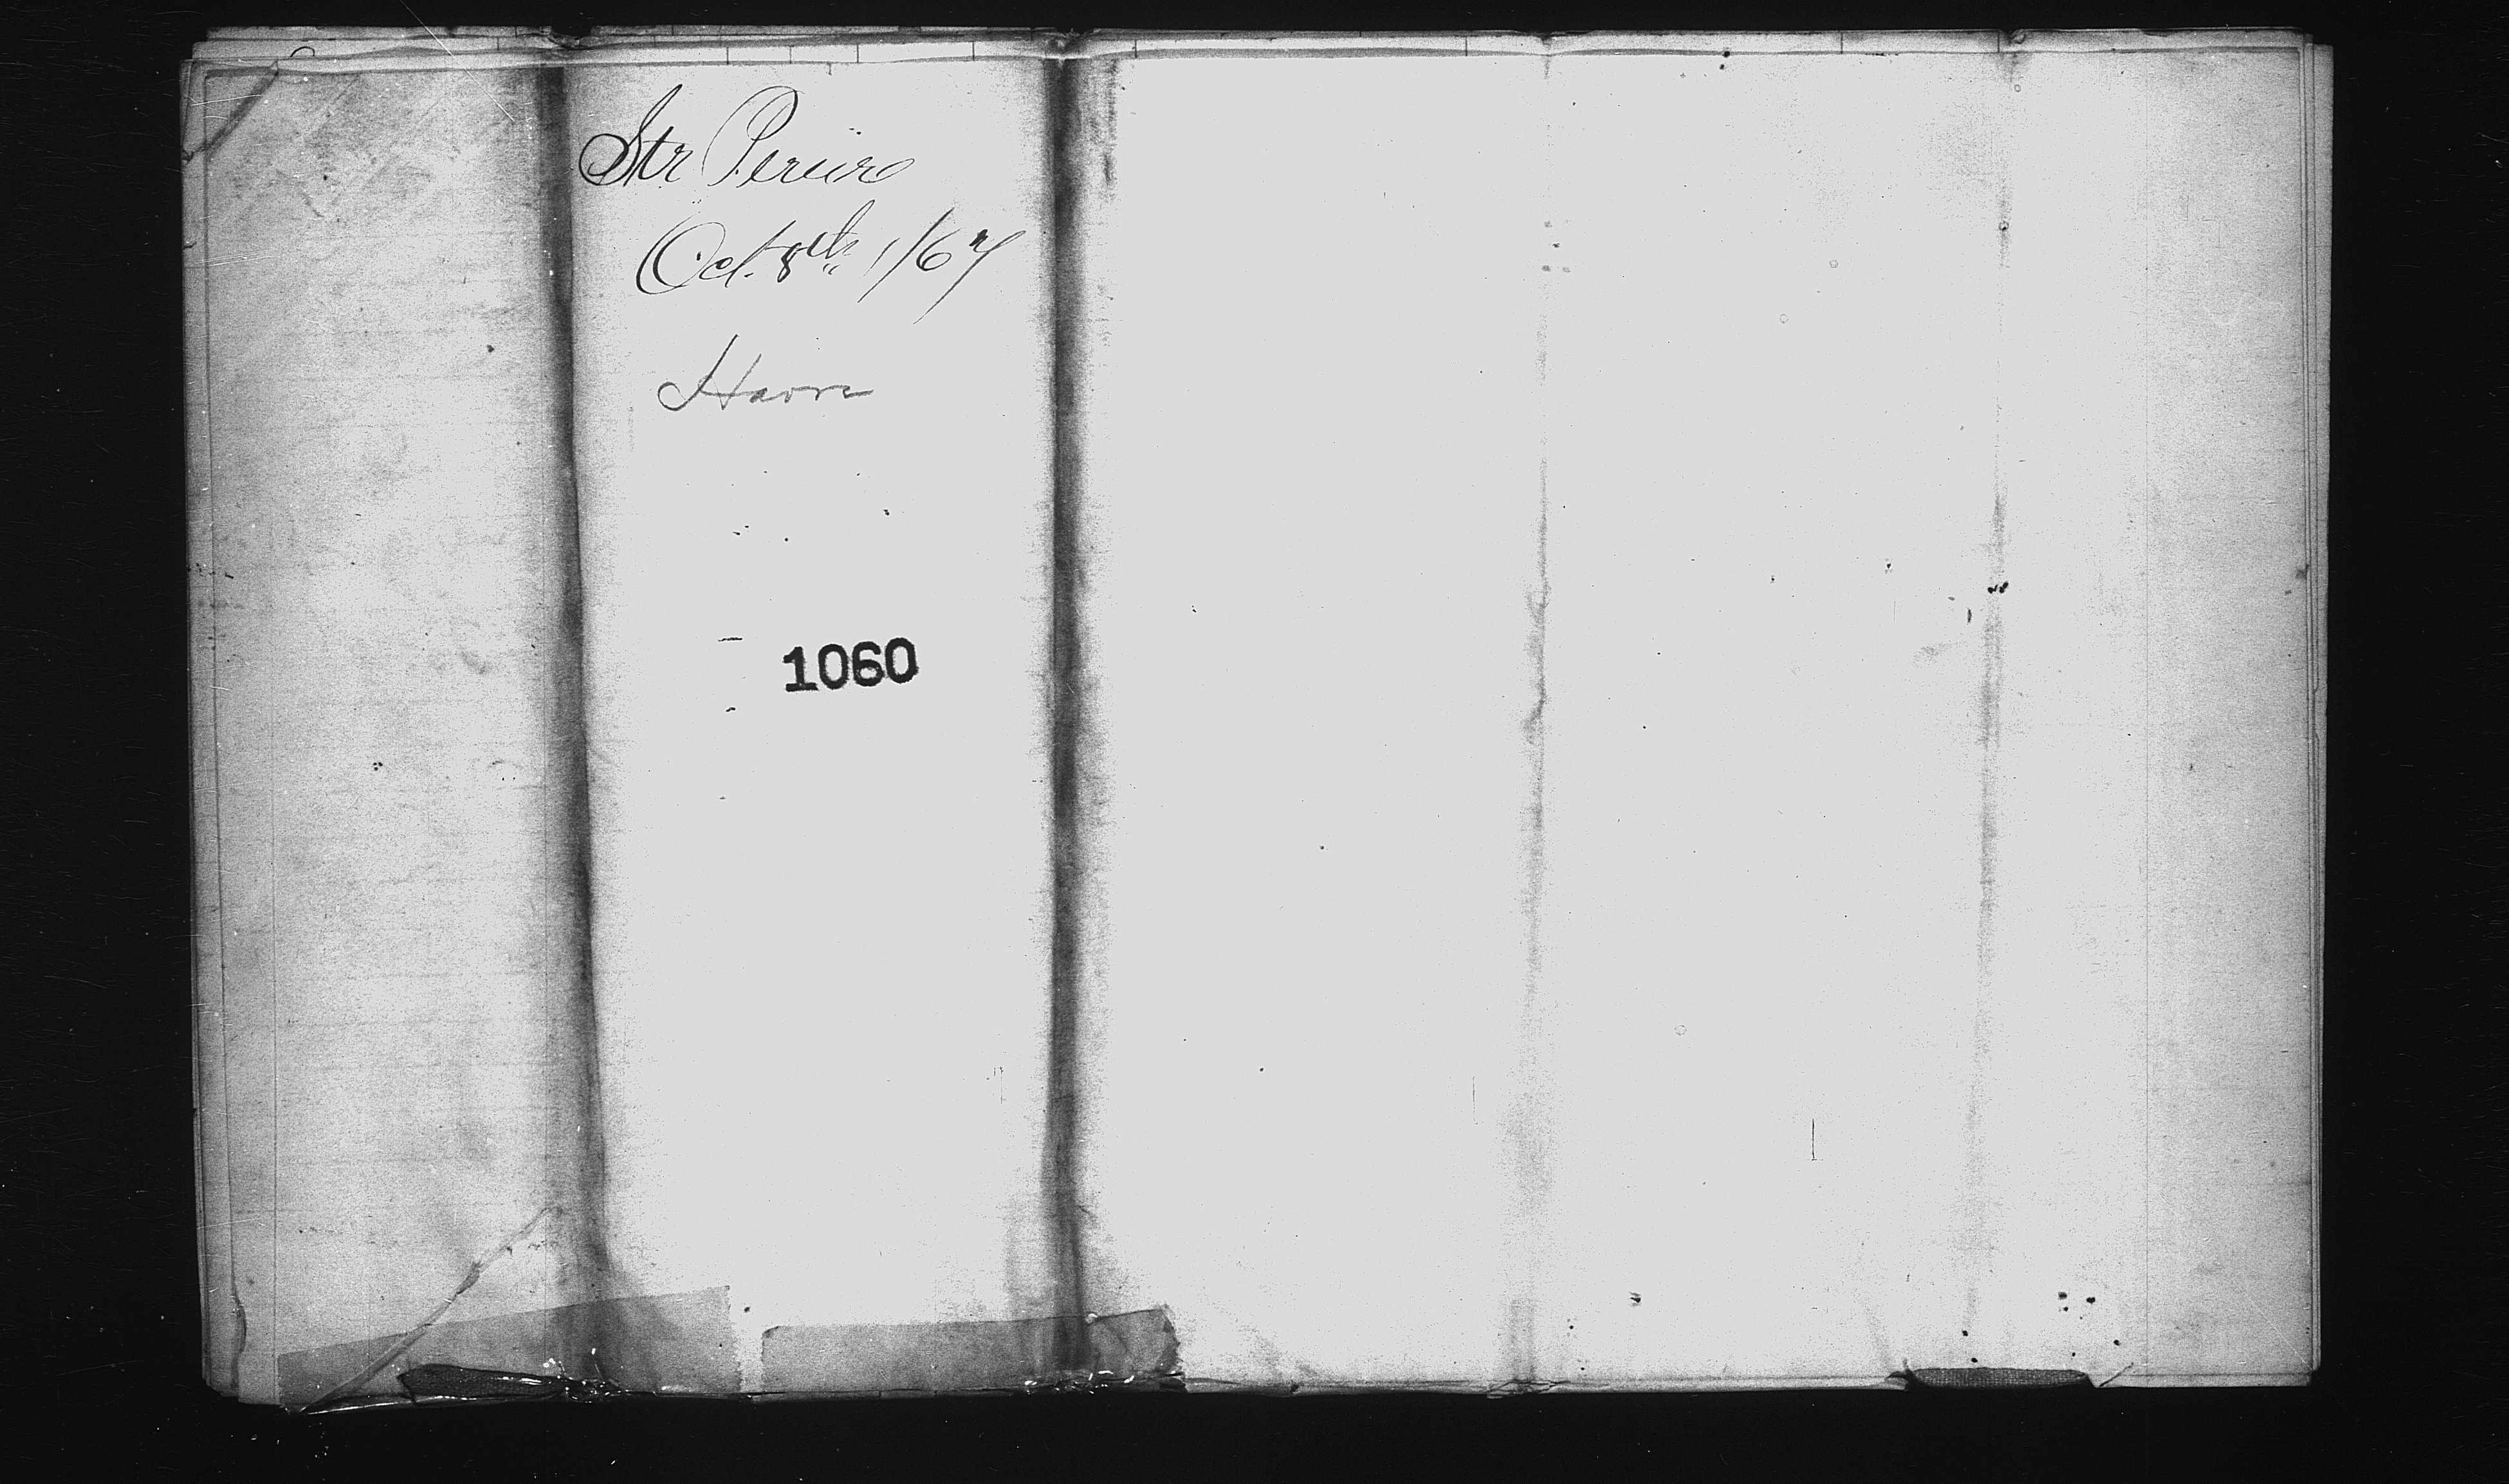 Str Pereire
Oct. 8th 1/67
Havre
1060